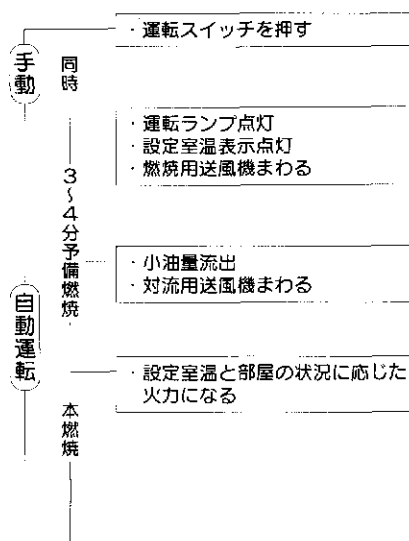 ・運転スイッチを押す
手動
同時
・運転ランプ点灯
・設定室温表示点灯
・燃焼用送風機まわる
3〜4分予備燃焼
・小油量流出
・対流用送風機まわる
自動運転
・設定室温と部屋の状況に応じた
火力になる
本燃焼